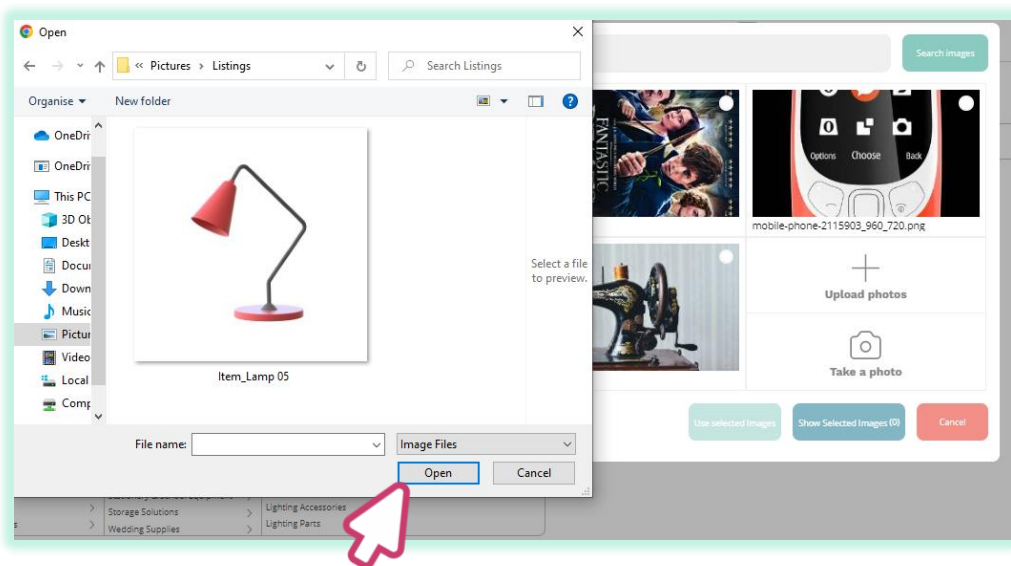 Open
Pictures > Listings
Search Listings
Organise
New folder
OneDri
OneDri
This PC
3D Ob
Deskt
Docu
Down
Music
Pictur
Video
Local
Comp
Item_Lamp 05
Select a file
to preview.
File name:
Image Files
Open
Cancel
Search images
FANTASTIC
Options
Choose
Back
mobile-phone-2115903_960_720.png
Upload photos
Take a photo
Use selected Images
Show Selected Images (0)
Cancel
Storage Solutions
Wedding Supplies
Lighting Accessories
Lighting Parts